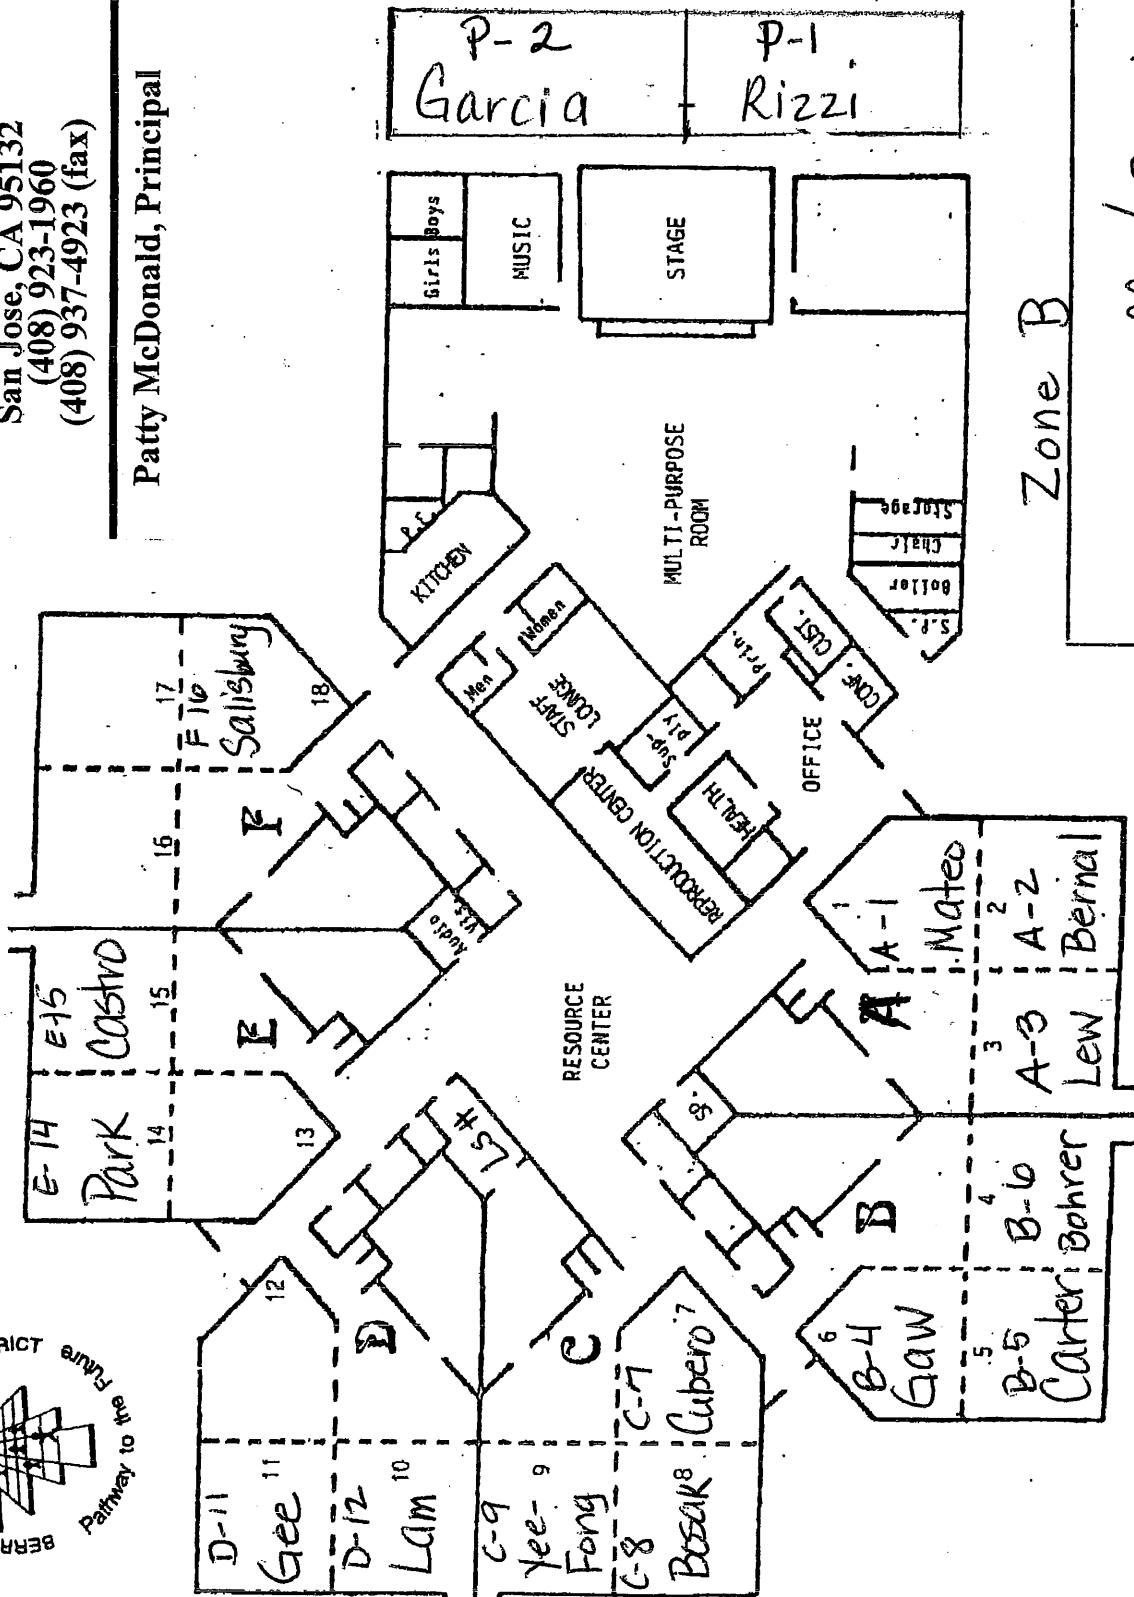 San Jose, CA 95132
(408) 923-1960
(408) 937-4923 (fax)
Patty McDonald, Principal
P-2
Garcia
P-1
Rizzi
Girls
Boys
MUSIC
STAGE
MULTI-PURPOSE
ROOM
KITCHEN
Storage
Chair
Boiler
S.P.
Zone B
Men
Women
STAFF
LOUNGE
Sup-
ply
Prin.
CUST.
CONF.
OFFICE
HEALTH
REPRODUCTION CENTER
Audio
Vis.
RESOURCE
CENTER
17
F 16
Salisbury
18
F
16
E-15
Castro
15
E
E-14
Park
14
13
LS#
12
D
D-11
Gee
11
D-12
Lam
10
C-9
Yee-
Fong
9
C
C-8
Bosak
8
C-7
Cubero
7
B
B-4
Gaw
6
B-5
Carter
5
B-6
Bohrer
4
A
A-3
Lew
3
A-2
Bernal
2
A-1
Mateo
1
Pathway to the Future